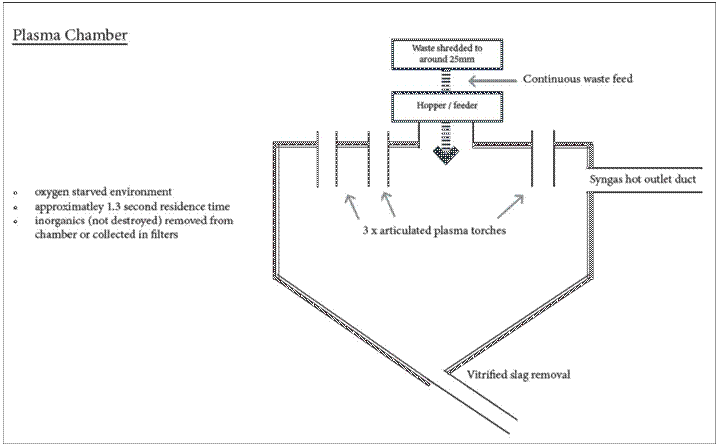 Plasma Chamber
Waste shredded to
around 25mm
Continuous waste feed
Hopper / feeder
Syngas hot outlet duct
oxygen starved environment
approximatley 1.3 second residence time
inorganics (not destroyed) removed from
chamber or collected in filters
3 x articulated plasma torches
Vitrified slag removal